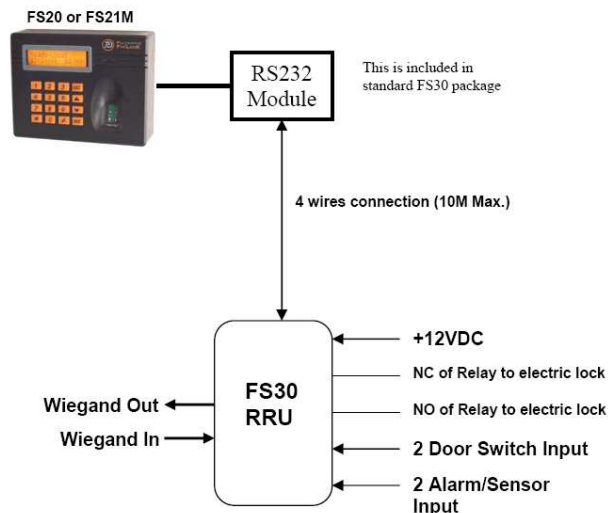 FS20 or FS21M
RS232
Module
This is included in
standard FS30 package
4 wires connection (10M Max.)
FS30
RRU
Wiegand Out
Wiegand In
+12VDC
NC of Relay to electric lock
NO of Relay to electric lock
2 Door Switch Input
2 Alarm/Sensor
Input